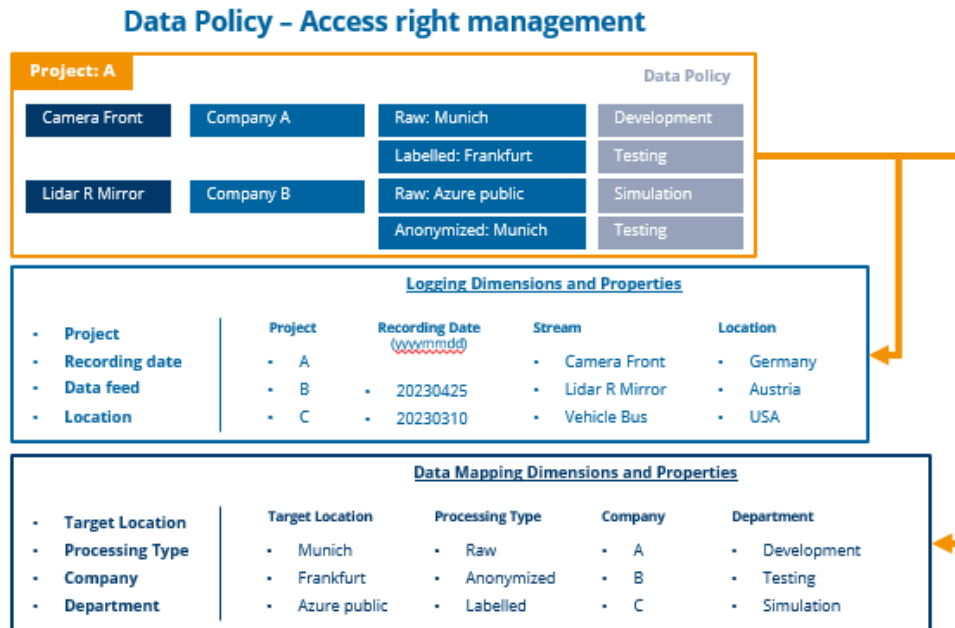 Data Policy – Access right management
Project: A
Data Policy
Camera Front Company A Raw: Munich Development
Labelled: Frankfurt Testing
Lidar R Mirror Company B Raw: Azure public Simulation
Anonymized: Munich Testing
Logging Dimensions and Properties
▪ Project
▪ Recording date
▪ Data feed
▪ Location
Project Recording Date Stream Location
(yyyymmdd)
▪ A ▪ Camera Front ▪ Germany
▪ B ▪ 20230425 ▪ Lidar R Mirror ▪ Austria
▪ C ▪ 20230310 ▪ Vehicle Bus ▪ USA
Data Mapping Dimensions and Properties
▪ Target Location
▪ Processing Type
▪ Company
▪ Department
Target Location Processing Type Company Department
▪ Munich ▪ Raw ▪ A ▪ Development
▪ Frankfurt ▪ Anonymized ▪ B ▪ Testing
▪ Azure public ▪ Labelled ▪ C ▪ Simulation